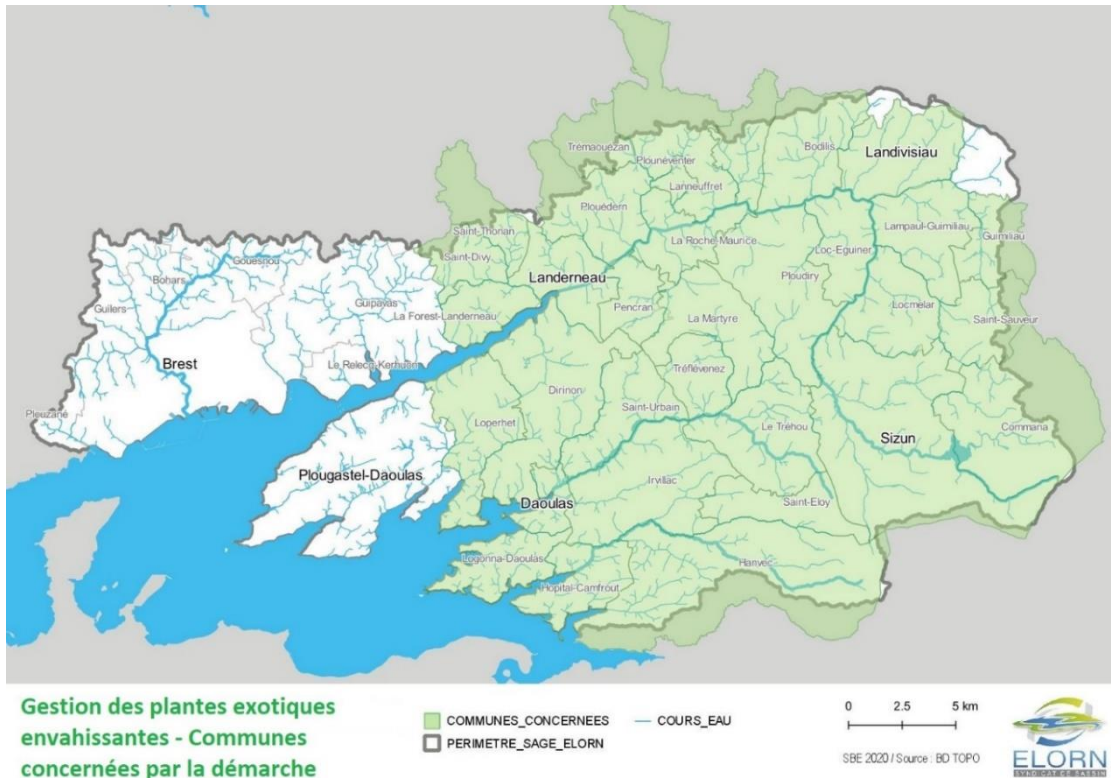 Trémaouezan
Plounéventer
Bodilis
Landivisiau
Lanneuffret
Plouédern
Saint-Thonan
Saint-Divy
La Roche-Maurice
Loc-Eguiner
Lampaul-Guimiliau
Guimiliau
Gouesnou
Bohars
Guilers
Guipavas
Landerneau
Ploudiry
Pencran
La Forest-Landerneau
La Martyre
Locmélar
Saint-Sauveur
Brest
Le Relecq-Kerhuon
Tréflévénez
Dirinon
Saint-Urbain
Le Tréhou
Sizun
Commana
Loperhet
Plougastel-Daoulas
Irvillac
Daoulas
Saint-Eloy
Logonna-Daoulas
Hanvec
Hôpital-Camfrout
Gestion des plantes exotiques
envahissantes - Communes
concernées par la démarche
COMMUNES_CONCERNEES
COURS_EAU
PERIMETRE_SAGE_ELORN
0 2.5 5 km
SBE 2020 / Source : BD TOPO
ELORN
SYNDICAT DE BASSIN